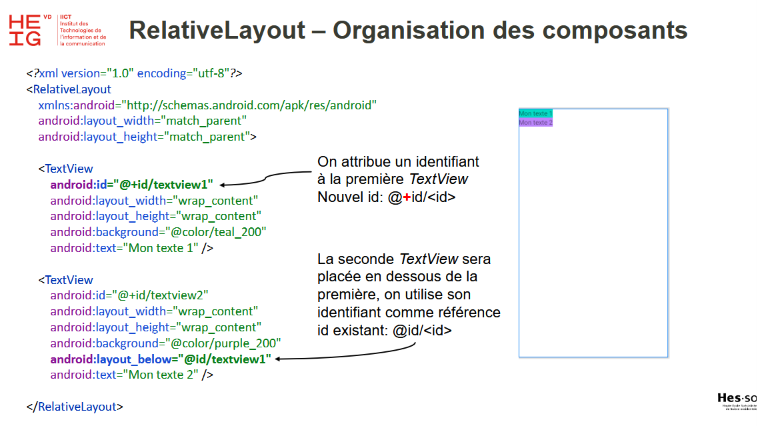 HE VD
IG
IICT
Institut des
Technologies de
l'information et de
la communication
RelativeLayout – Organisation des composants
<?xml version="1.0" encoding="utf-8"?>
<RelativeLayout
xmlns:android="http://schemas.android.com/apk/res/android"
android:layout_width="match_parent"
android:layout_height="match_parent">
<TextView
android:id="@+id/textview1"
android:layout_width="wrap_content"
android:layout_height="wrap_content"
android:background="@color/teal_200"
android:text="Mon texte 1" />
<TextView
android:id="@+id/textview2"
android:layout_width="wrap_content"
android:layout_height="wrap_content"
android:background="@color/purple_200"
android:layout_below="@id/textview1"
android:text="Mon texte 2" />
</RelativeLayout>
On attribue un identifiant
à la première TextView
Nouvel id: @+id/<id>
La seconde TextView sera
placée en dessous de la
première, on utilise son
identifiant comme référence
id existant: @id/<id>
Mon texte 1
Mon texte 2
Hes·so